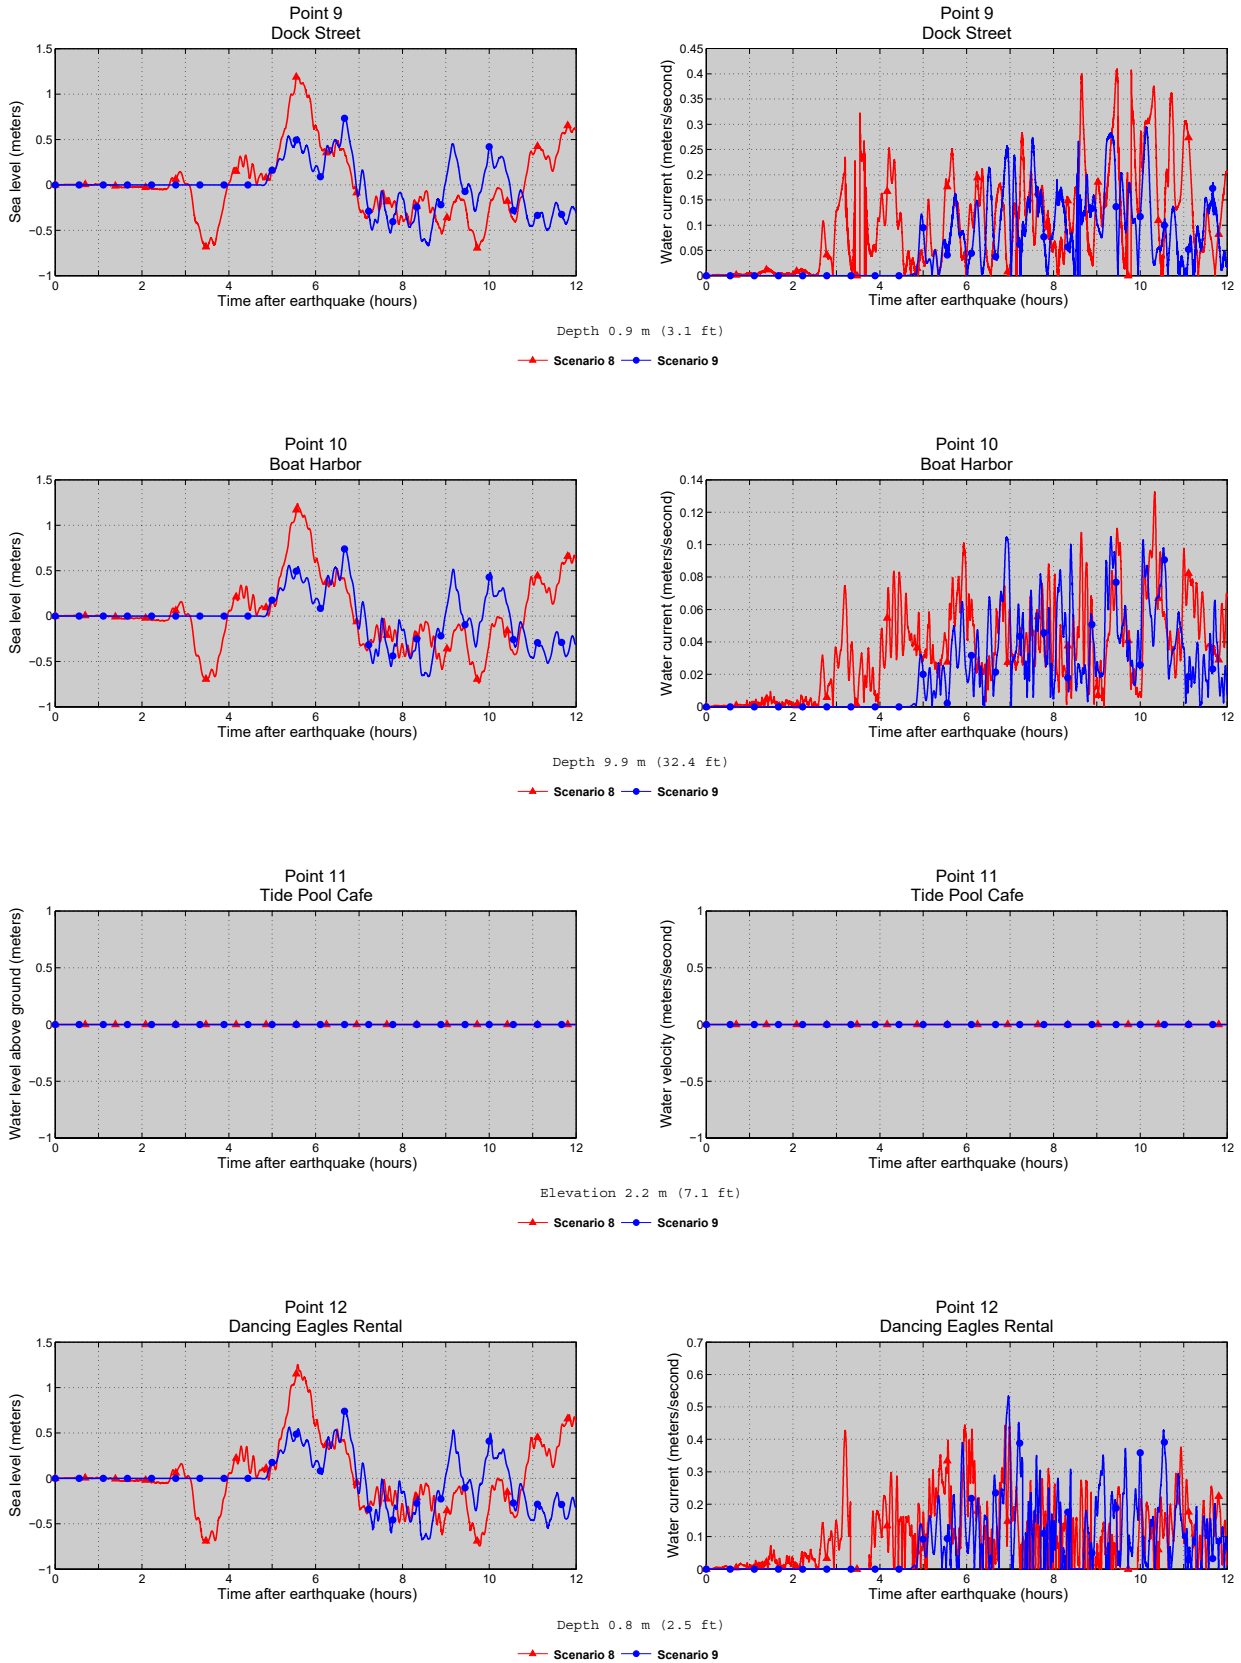 Point 9
Dock Street
1.5
1
0.5
0
−0.5
−1
Sea level (meters)
0 2 4 6 8 10 12
Time after earthquake (hours)
Point 9
Dock Street
0.45
0.4
0.35
0.3
0.25
0.2
0.15
0.1
0.05
0
Water current (meters/second)
0 2 4 6 8 10 12
Time after earthquake (hours)
Depth 0.9 m (3.1 ft)
Scenario 8 Scenario 9
Point 10
Boat Harbor
1.5
1
0.5
0
−0.5
−1
Sea level (meters)
0 2 4 6 8 10 12
Time after earthquake (hours)
Point 10
Boat Harbor
0.14
0.12
0.1
0.08
0.06
0.04
0.02
0
Water current (meters/second)
0 2 4 6 8 10 12
Time after earthquake (hours)
Depth 9.9 m (32.4 ft)
Scenario 8 Scenario 9
Point 11
Tide Pool Cafe
1
0.5
0
−0.5
−1
Water level above ground (meters)
0 2 4 6 8 10 12
Time after earthquake (hours)
Point 11
Tide Pool Cafe
1
0.5
0
−0.5
−1
Water velocity (meters/second)
0 2 4 6 8 10 12
Time after earthquake (hours)
Elevation 2.2 m (7.1 ft)
Scenario 8 Scenario 9
Point 12
Dancing Eagles Rental
1.5
1
0.5
0
−0.5
−1
Sea level (meters)
0 2 4 6 8 10 12
Time after earthquake (hours)
Point 12
Dancing Eagles Rental
0.7
0.6
0.5
0.4
0.3
0.2
0.1
0
Water current (meters/second)
0 2 4 6 8 10 12
Time after earthquake (hours)
Depth 0.8 m (2.5 ft)
Scenario 8 Scenario 9